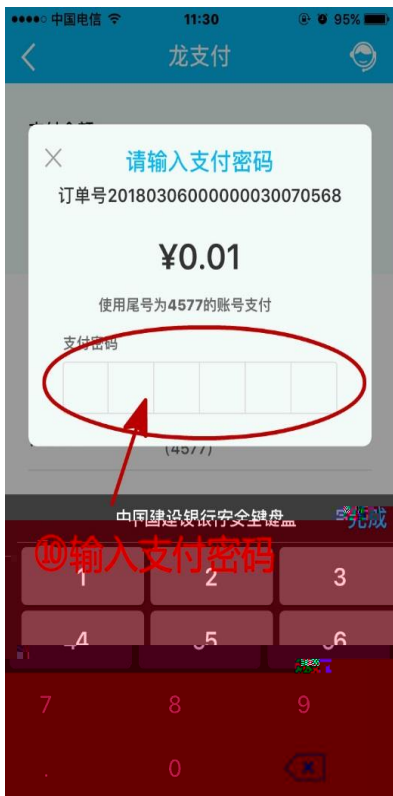 中国电信 11:30 95%
龙支付
请输入支付密码
订单号20180306000000030070568
¥0.01
使用尾号为4577的账号支付
支付密码
(4577)
中国建设银行安全键盘 完成
⑩输入支付密码
1 2 3
4 5 6
7 8 9
. 0